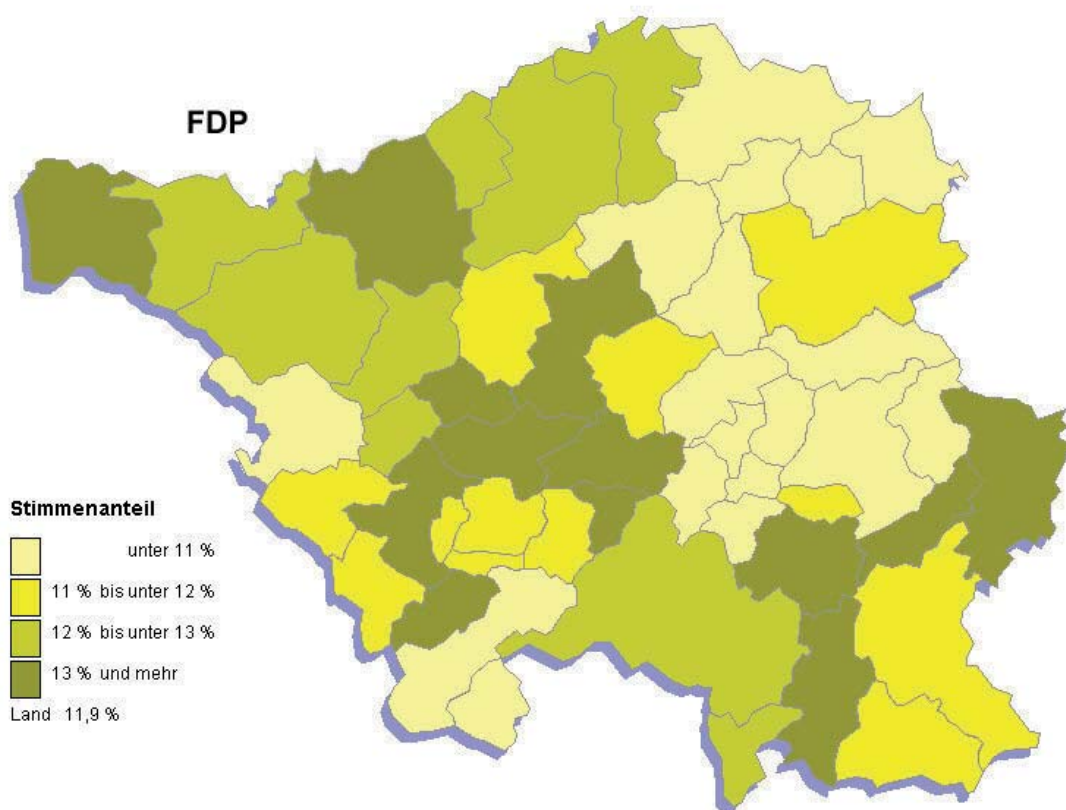 FDP
Stimmenanteil
unter 11 %
11 % bis unter 12 %
12 % bis unter 13 %
13 % und mehr
Land 11,9 %